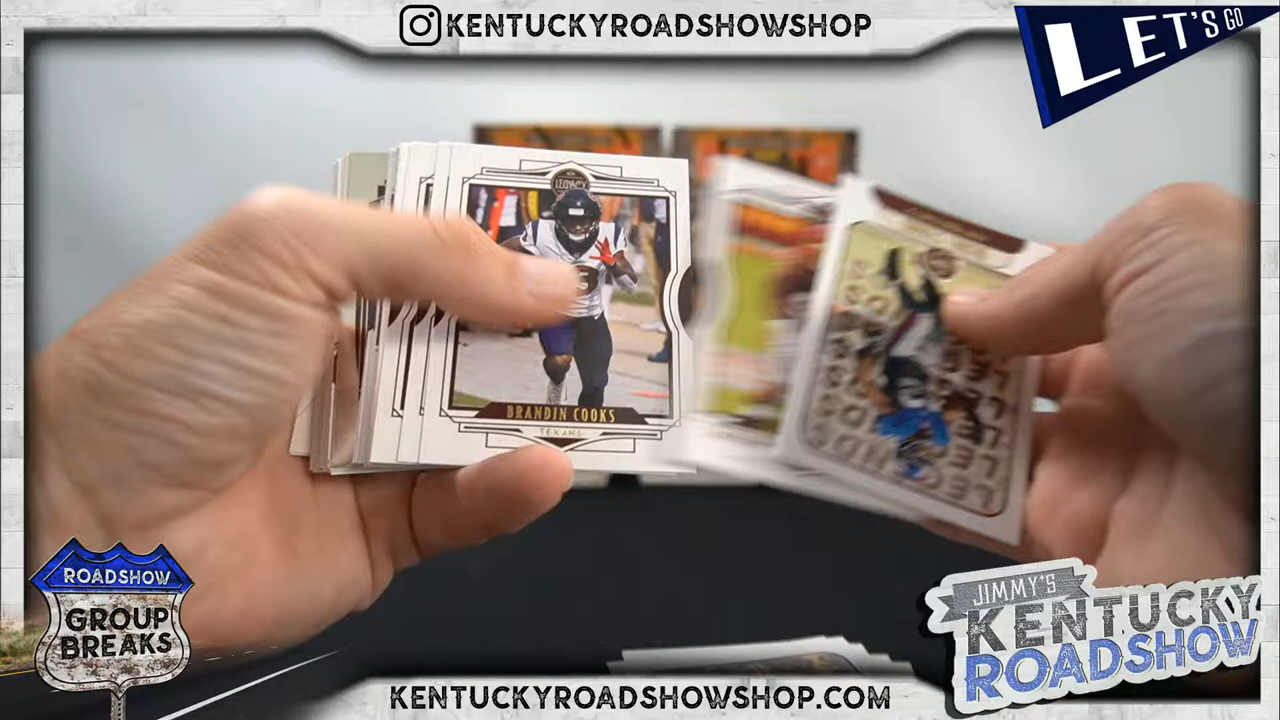 KENTUCKYROADSHOWSHOP
LET'S GO
LEGACY
BRANDIN COOKS
TEXANS
ROADSHOW
GROUP
BREAKS
JIMMY'S
KENTUCKY
ROADSHOW
KENTUCKYROADSHOWSHOP.COM